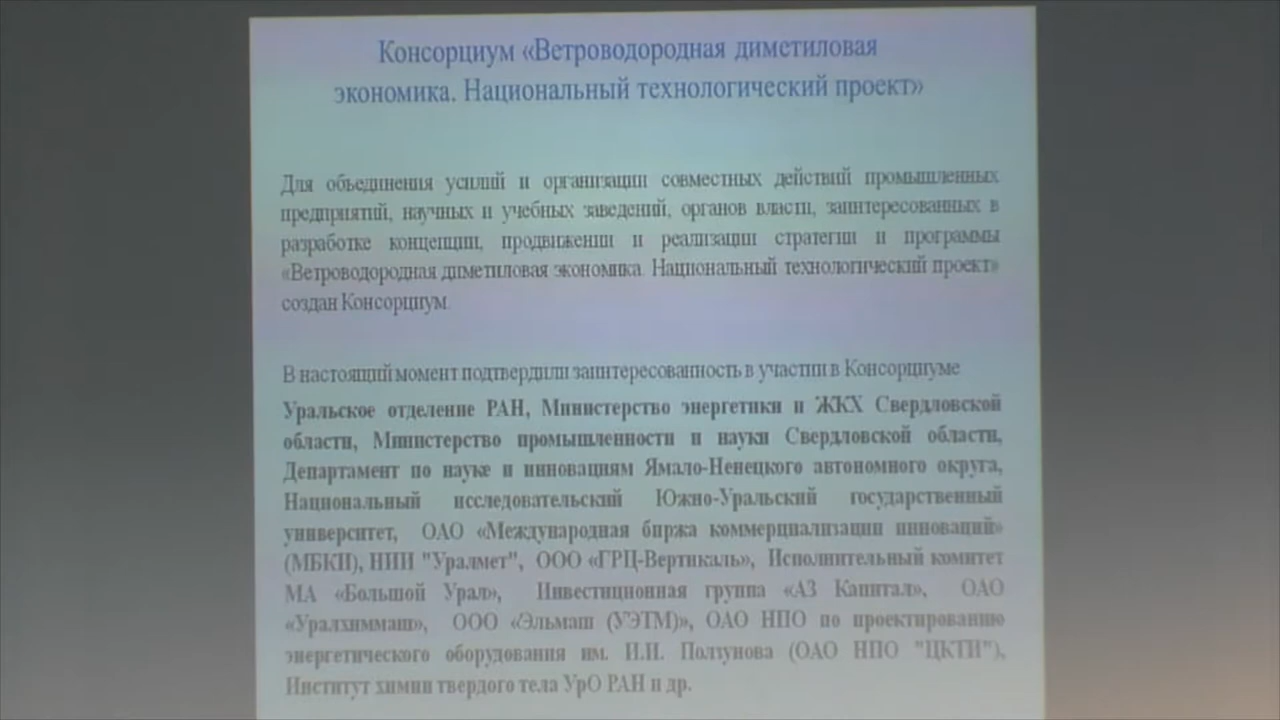 Консорциум «Ветроводородная диметиловая
экономика. Национальный технологический проект»
Для объединения усилий и организации совместных действий промышленных
предприятий, научных и учебных заведений, органов власти, заинтересованных в
разработке концепции, продвижении и реализации стратегии и программы
«Ветроводородная диметиловая экономика. Национальный технологический проект»
создан Консорциум.
В настоящий момент подтвердили заинтересованность в участии в Консорциуме
Уральское отделение РАН, Министерство энергетики и ЖКХ Свердловской
области, Министерство промышленности и науки Свердловской области,
Департамент по науке и инновациям Ямало-Ненецкого автономного округа,
Национальный исследовательский Южно-Уральский государственный
университет, ОАО «Международная биржа коммерциализации инноваций»
(МБКИ), НИИ "Уралмет", ООО «ГРЦ-Вертикаль», Исполнительный комитет
МА «Большой Урал», Инвестиционная группа «АЗ Капитал», ОАО
«Уралхиммаш», ООО «Эльмаш (УЭТМ)», ОАО НПО по проектированию
энергетического оборудования им. И.И. Ползунова (ОАО НПО "ЦКТИ"),
Институт химии твердого тела УрО РАН и др.